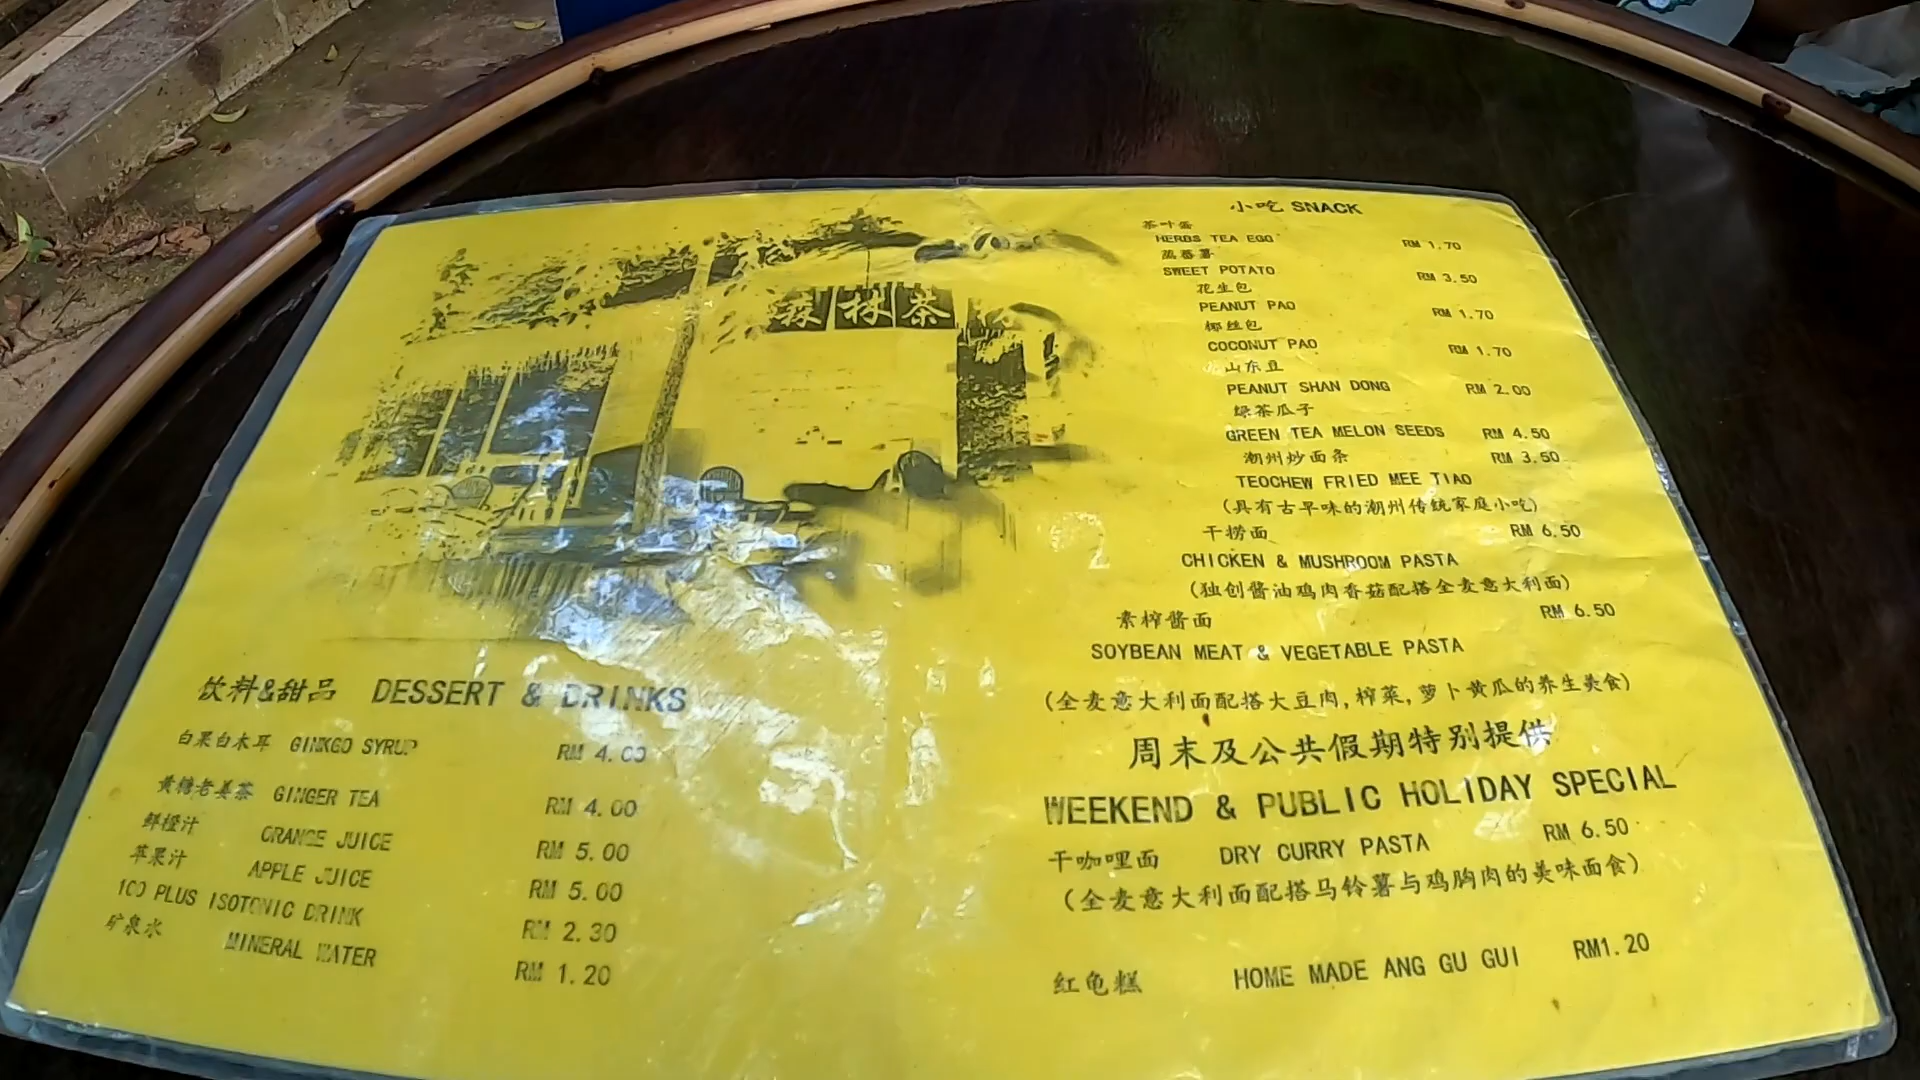 森林茶
小吃 SNACK
茶叶蛋
HERBS TEA EGG RM 1.70
蕃薯
SWEET POTATO RM 3.50
花生包
PEANUT PAO RM 1.70
椰丝包
COCONUT PAO RM 1.70
山东豆
PEANUT SHAN DONG RM 2.00
绿茶瓜子
GREEN TEA MELON SEEDS RM 4.50
潮州炒面条 RM 3.50
TEOCHEW FRIED MEE TIAO
(具有古早味的潮州传统家庭小吃)
干捞面 RM 6.50
CHICKEN & MUSHROOM PASTA
(独创酱油鸡肉香菇配搭全麦意大利面)
素榨酱面 RM 6.50
SOYBEAN MEAT & VEGETABLE PASTA
(全麦意大利面配搭大豆肉,榨菜,萝卜黄瓜的养生美食)
周末及公共假期特别提供
WEEKEND & PUBLIC HOLIDAY SPECIAL
干咖哩面 DRY CURRY PASTA RM 6.50
(全麦意大利面配搭马铃薯与鸡胸肉的美味面食)
红龟糕 HOME MADE ANG GU GUI RM1.20
饮料&甜品 DESSERT & DRINKS
白果白木耳 GINKGO SYRUP RM 4.00
黄糖老姜茶 GINGER TEA RM 4.00
鲜橙汁 ORANGE JUICE RM 5.00
苹果汁 APPLE JUICE RM 5.00
100 PLUS ISOTONIC DRINK RM 2.30
矿泉水 MINERAL WATER RM 1.20